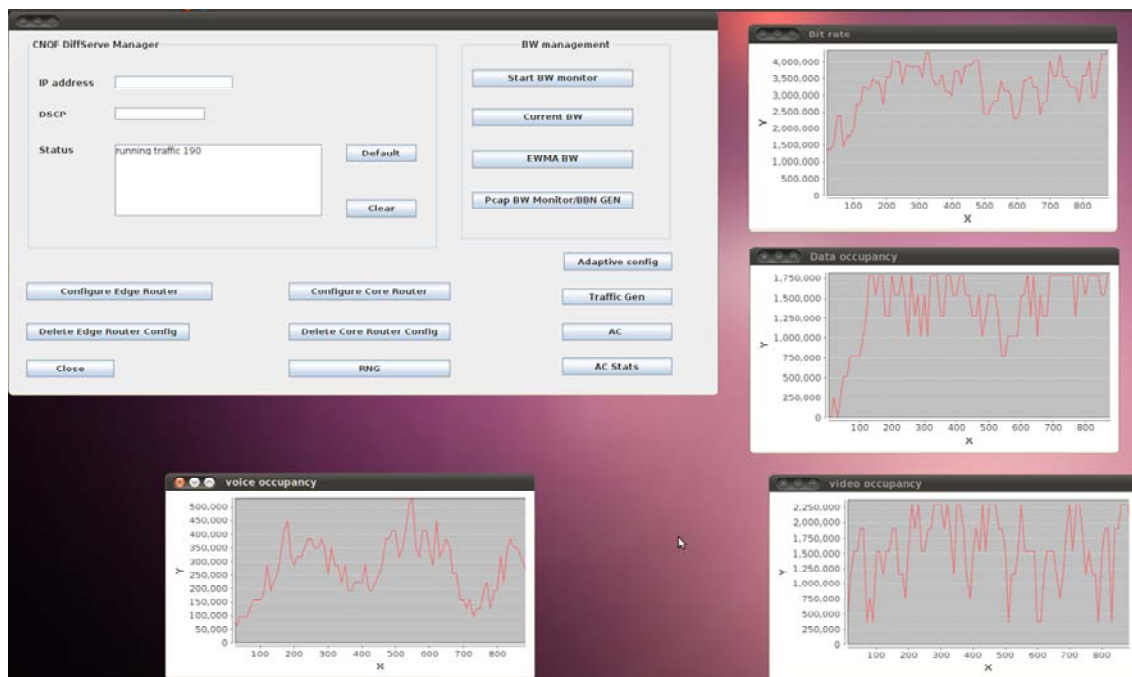 CNQF DiffServe Manager
IP address
DSCP
Status
running traffic 190
Default
Clear
BW management
Start BW monitor
Current BW
EWMA BW
Pcap BW Monitor/BBN GEN
Adaptive config
Configure Edge Router
Configure Core Router
Traffic Gen
Delete Edge Router Config
Delete Core Router Config
AC
Close
RNG
AC Stats
Bit rate
Y
4,000,000
3,500,000
3,000,000
2,500,000
2,000,000
1,500,000
1,000,000
500,000
0
100 200 300 400 500 600 700 800
X
Data occupancy
Y
1,750,000
1,500,000
1,250,000
1,000,000
750,000
500,000
250,000
0
100 200 300 400 500 600 700 800
X
voice occupancy
Y
500,000
450,000
400,000
350,000
300,000
250,000
200,000
150,000
100,000
50,000
0
100 200 300 400 500 600 700 800
X
video occupancy
Y
2,250,000
2,000,000
1,750,000
1,500,000
1,250,000
1,000,000
750,000
500,000
250,000
0
100 200 300 400 500 600 700 800
X